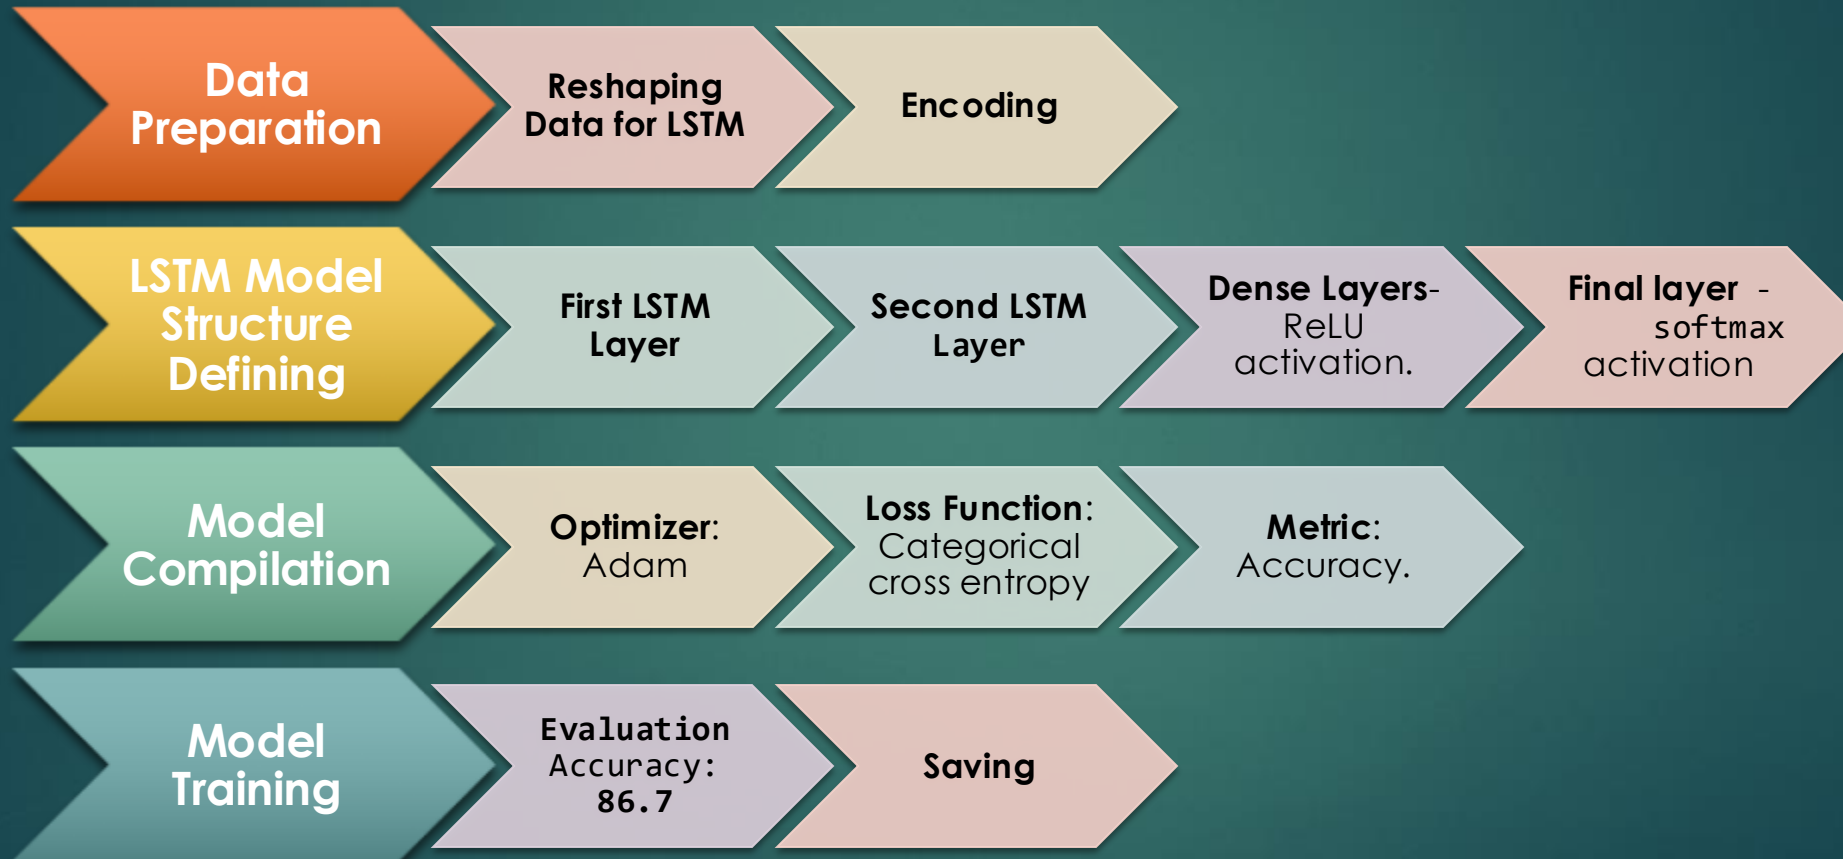 Data
Preparation
Reshaping
Data for LSTM
Encoding
LSTM Model
Structure
Defining
First LSTM
Layer
Second LSTM
Layer
Dense Layers-
ReLU
activation.
Final layer -
softmax
activation
Model
Compilation
Optimizer:
Adam
Loss Function:
Categorical
cross entropy
Metric:
Accuracy.
Model
Training
Evaluation
Accuracy:
86.7
Saving